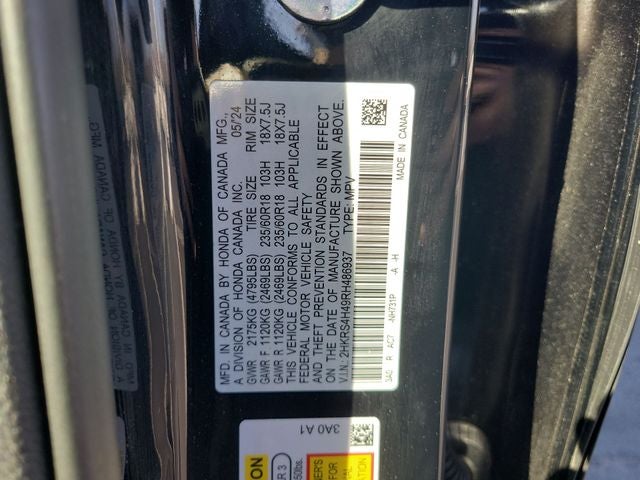 MFD. IN CANADA BY HONDA OF CANADA MFG.,
A DIVISION OF HONDA CANADA INC. 05/24
GVWR 2175KG (4795LBS) TIRE SIZE RIM SIZE
GAWR F 1120KG (2469LBS) 235/60R18 103H 18X7.5J
GAWR R 1120KG (2469LBS) 235/60R18 103H 18X7.5J
THIS VEHICLE CONFORMS TO ALL APPLICABLE
FEDERAL MOTOR VEHICLE SAFETY
AND THEFT PREVENTION STANDARDS IN EFFECT
ON THE DATE OF MANUFACTURE SHOWN ABOVE.
V.I.N.: 2HKRS4H49RH486937 TYPE: MPV
3A0 R AC7 -NH731P -A -H
MADE IN CANADA
3A0 A1